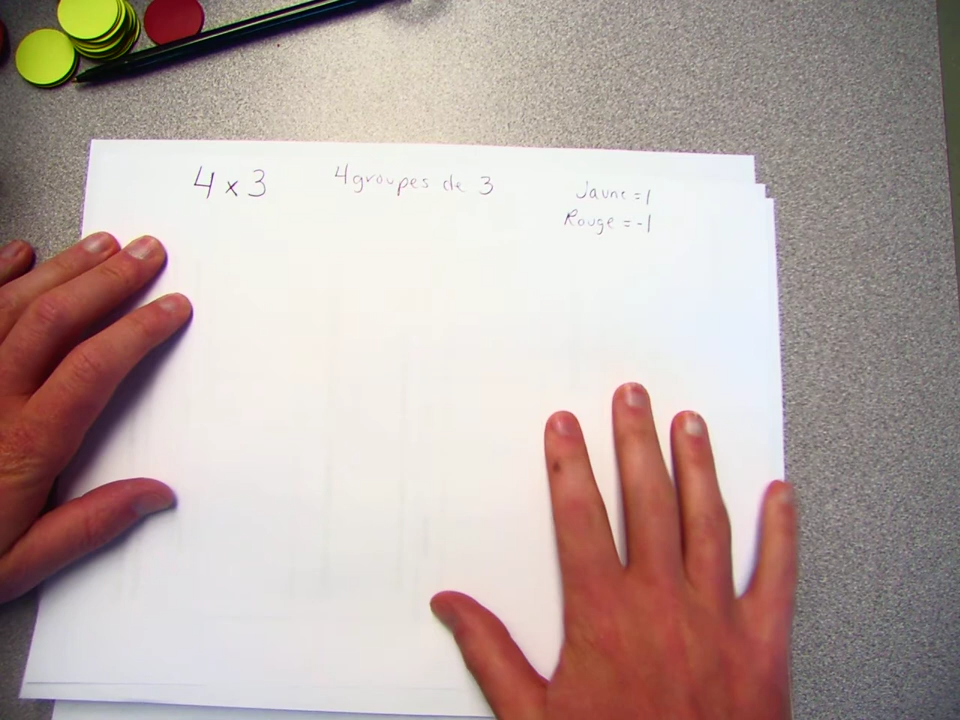 4 x 3
4 groupes de 3
Jaune = 1
Rouge = -1